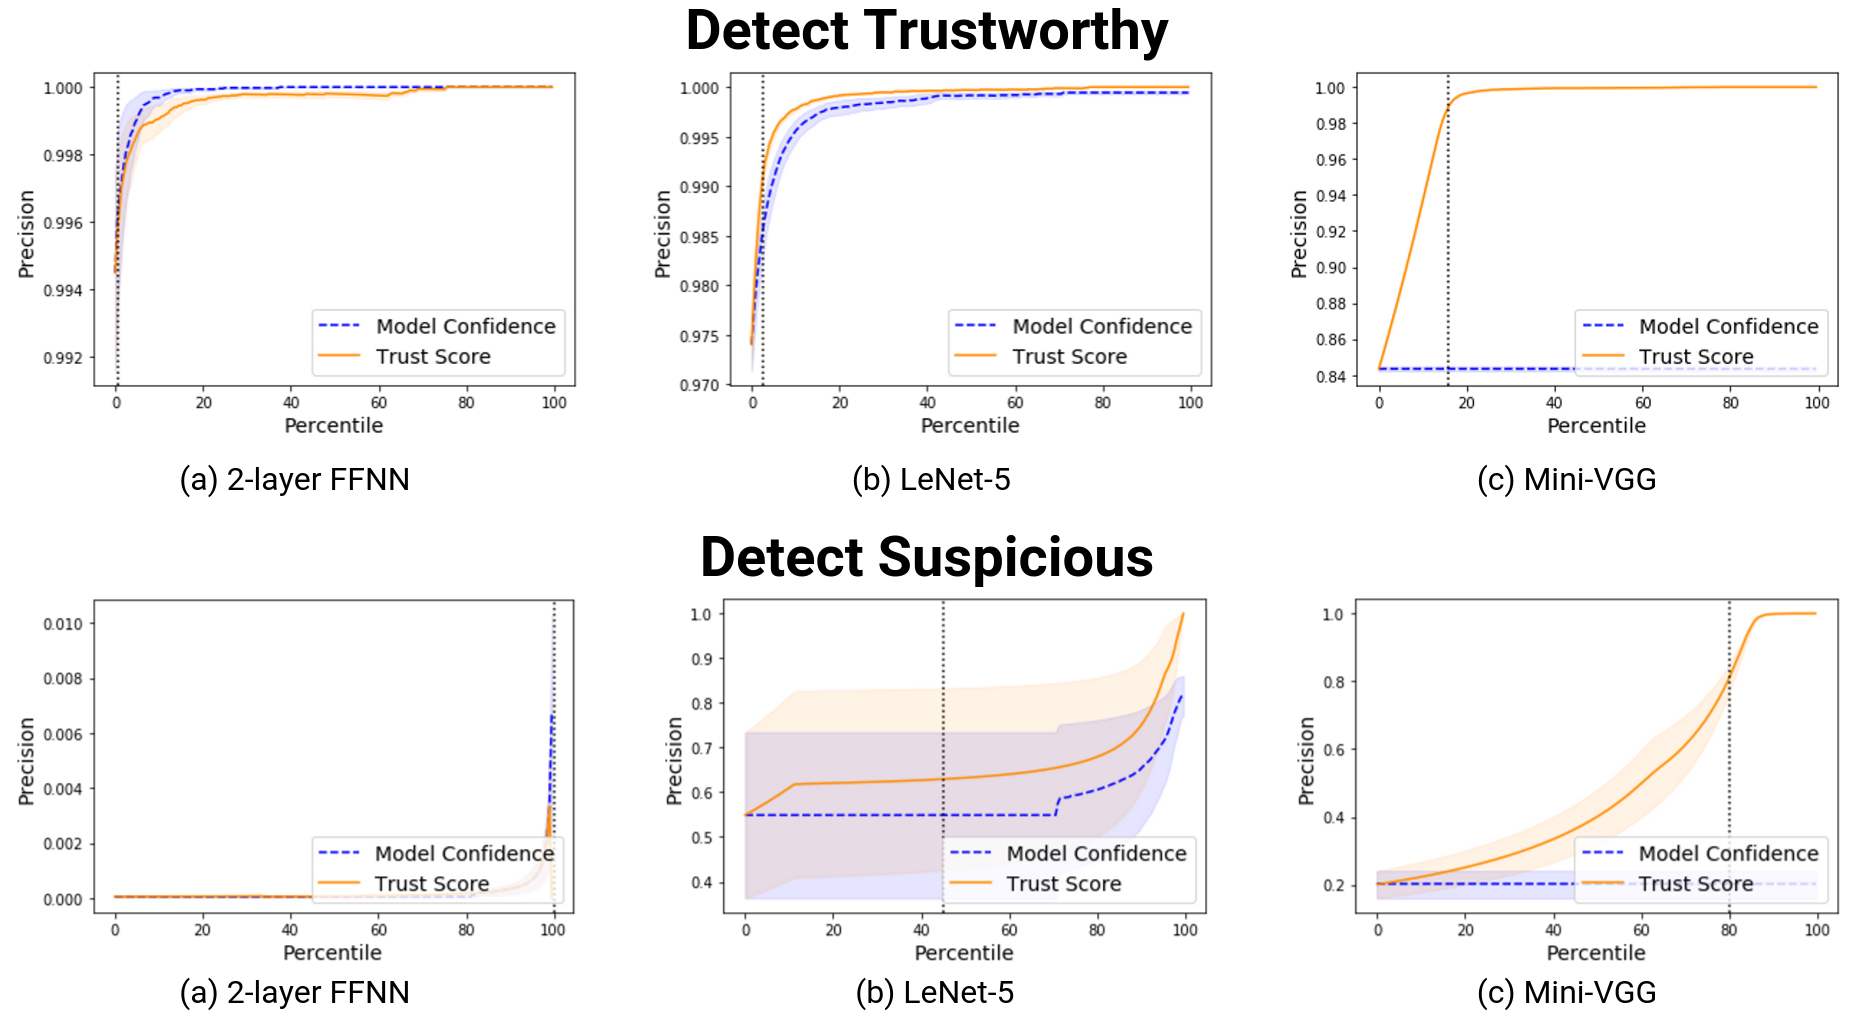 Detect Trustworthy
1.000
0.998
0.996
0.994
0.992
Precision
0 20 40 60 80 100
Percentile
Model Confidence
Trust Score
(a) 2-layer FFNN
1.000
0.995
0.990
0.985
0.980
0.975
0.970
Precision
0 20 40 60 80 100
Percentile
Model Confidence
Trust Score
(b) LeNet-5
1.00
0.98
0.96
0.94
0.92
0.90
0.88
0.86
0.84
Precision
0 20 40 60 80 100
Percentile
Model Confidence
Trust Score
(c) Mini-VGG
Detect Suspicious
0.010
0.008
0.006
0.004
0.002
0.000
Precision
0 20 40 60 80 100
Percentile
Model Confidence
Trust Score
(a) 2-layer FFNN
1.0
0.9
0.8
0.7
0.6
0.5
0.4
Precision
0 20 40 60 80 100
Percentile
Model Confidence
Trust Score
(b) LeNet-5
1.0
0.8
0.6
0.4
0.2
Precision
0 20 40 60 80 100
Percentile
Model Confidence
Trust Score
(c) Mini-VGG